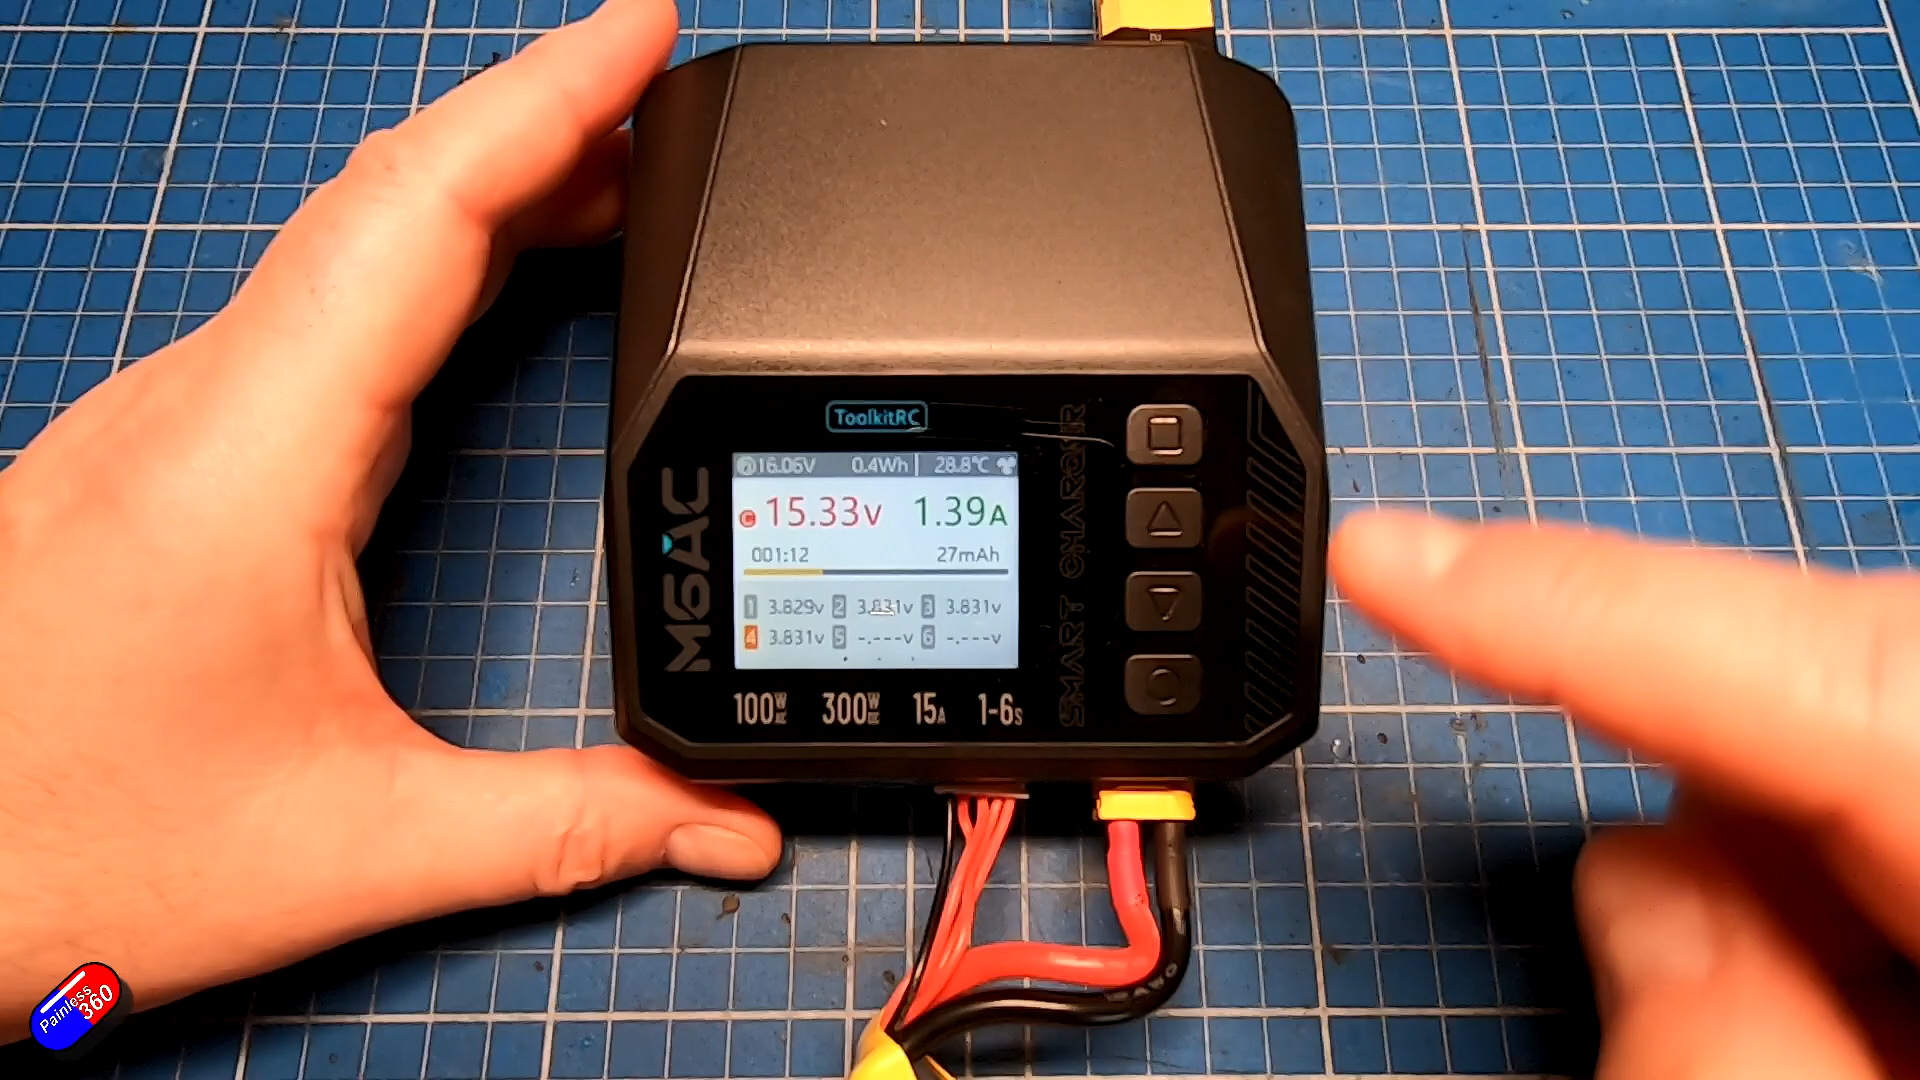 ToolkitRC
16.06V 0.4Wh 28.8℃
C 15.33V 1.39A
001:12 27mAh
1 3.829V 2 3.831V 3 3.831V
4 3.831V 5 -.---V 6 -.---V
M6AC
SMART CHARGER
100W AC 300W DC 15A 1-6S
Painless
360